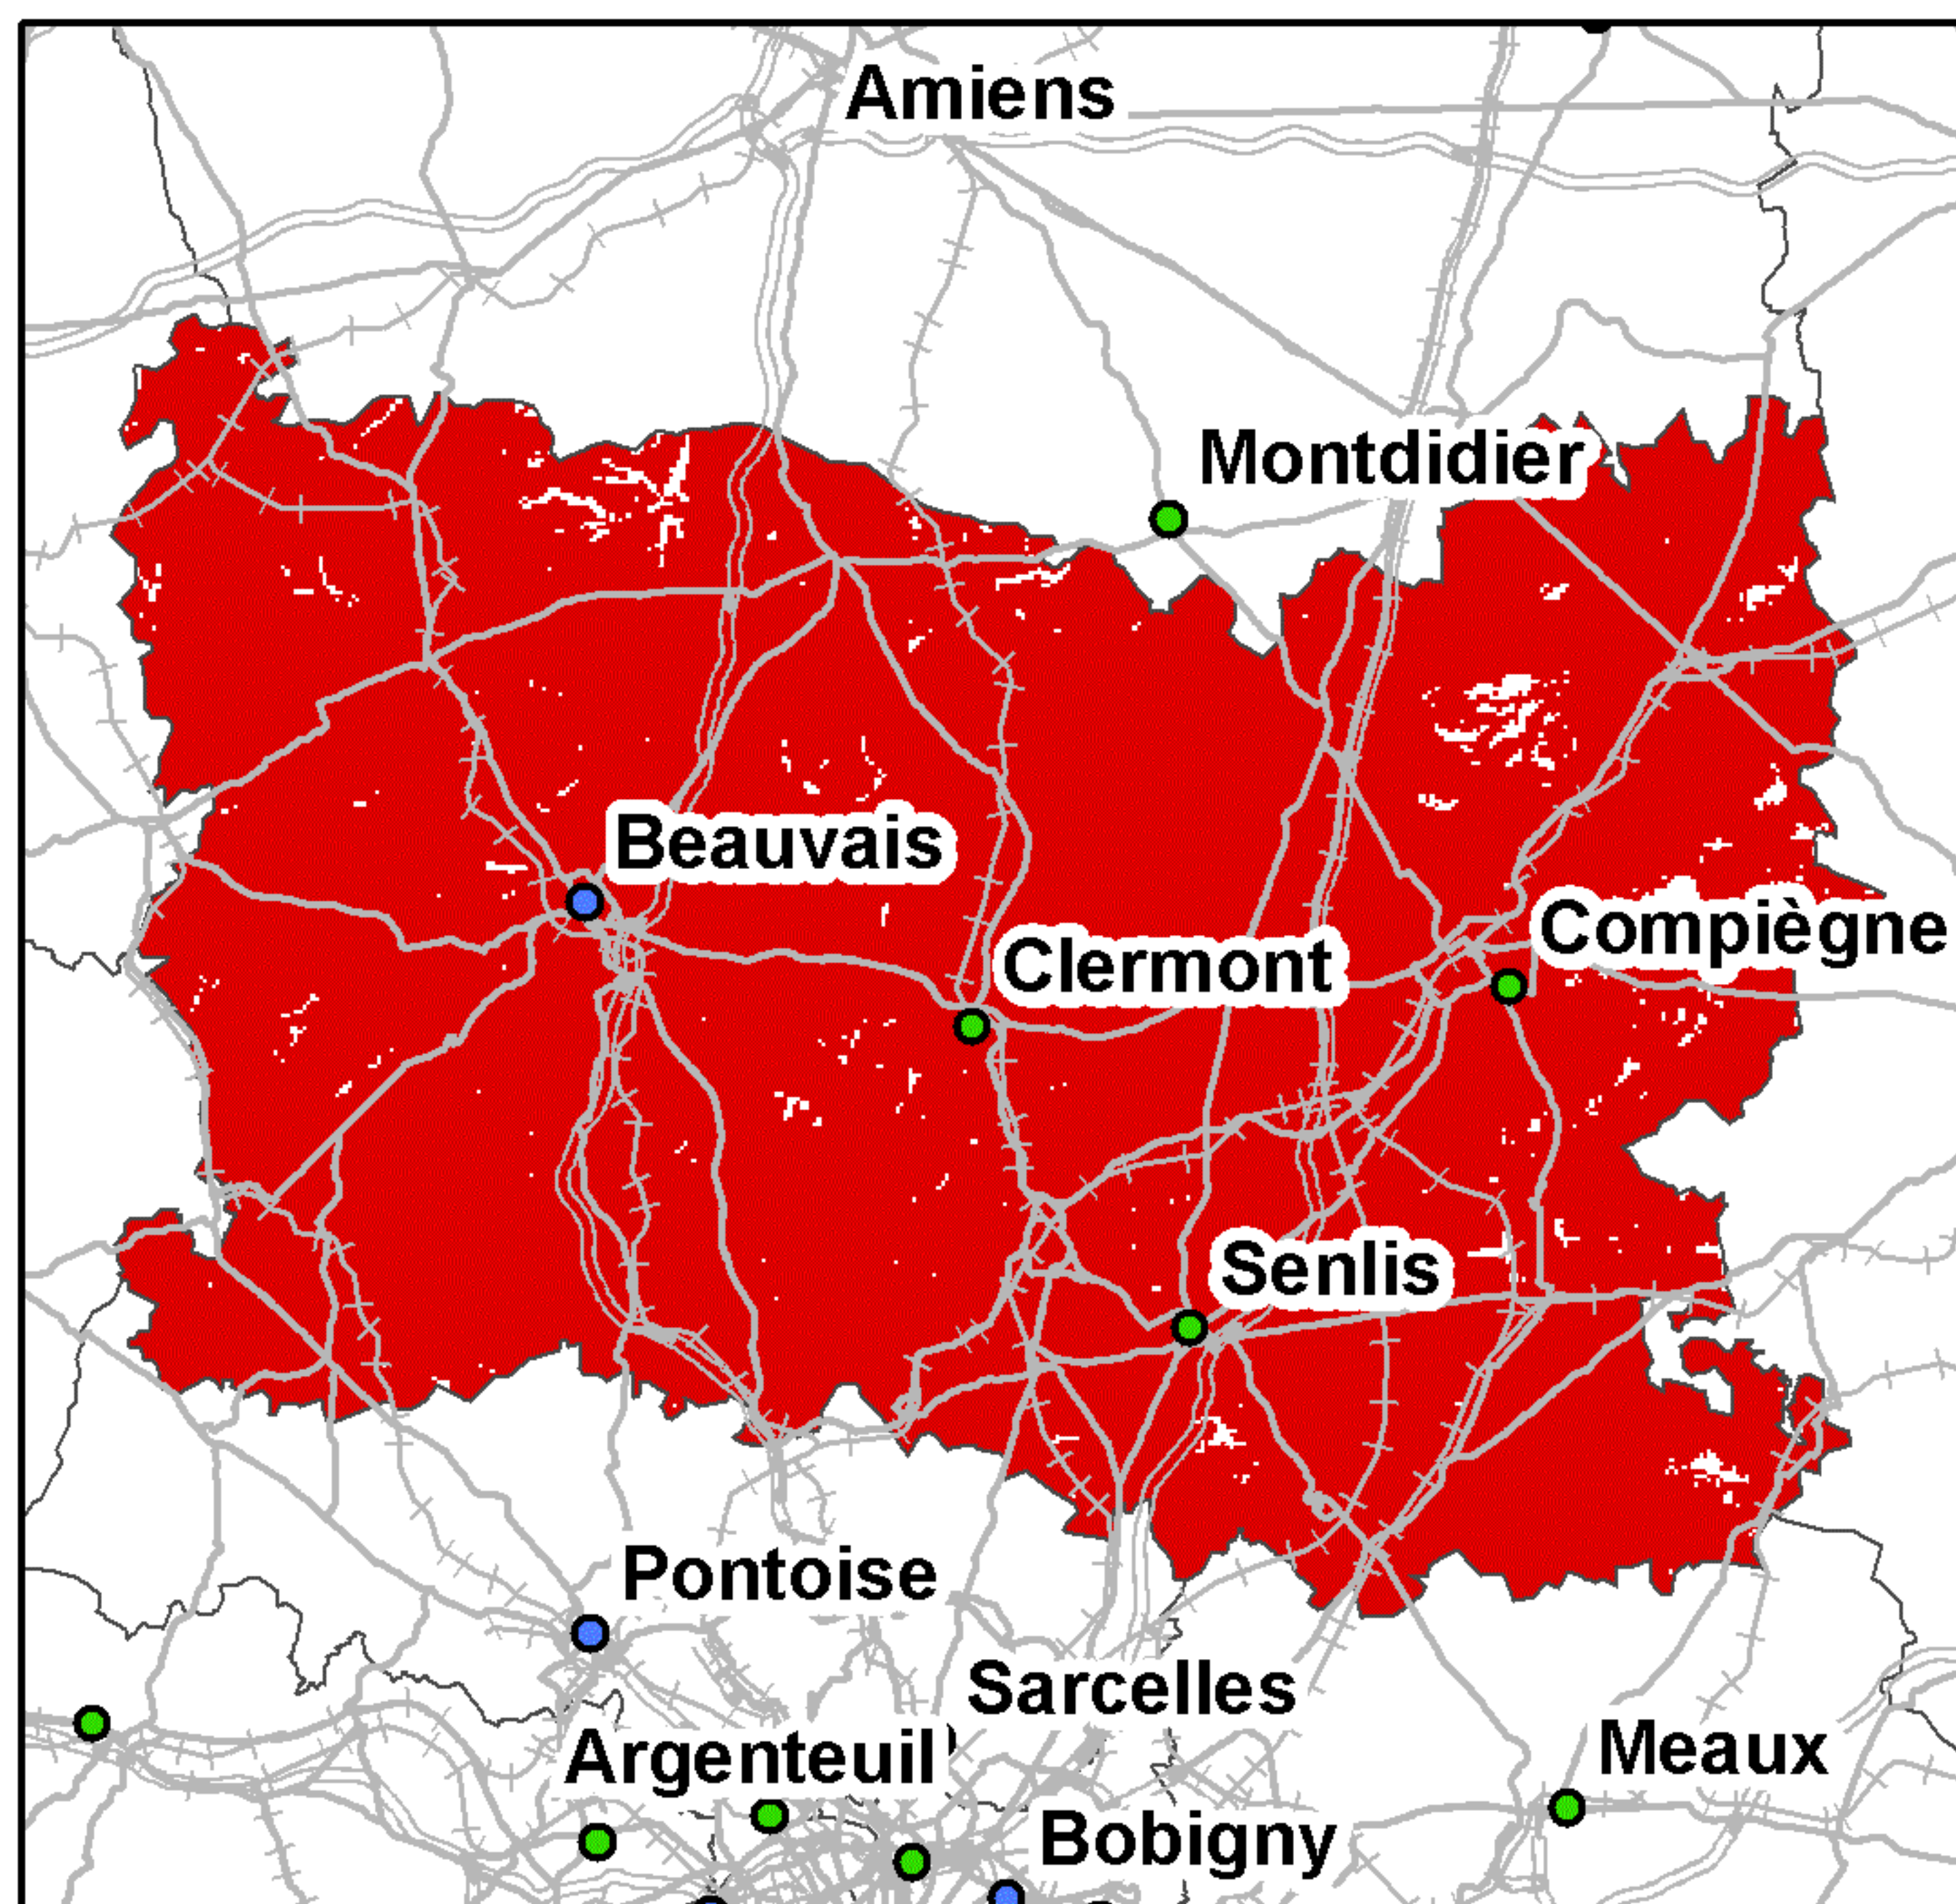 Amiens
Montdidier
Beauvais
Compiègne
Clermont
Senlis
Pontoise
Sarcelles
Argenteuil
Meaux
Bobigny